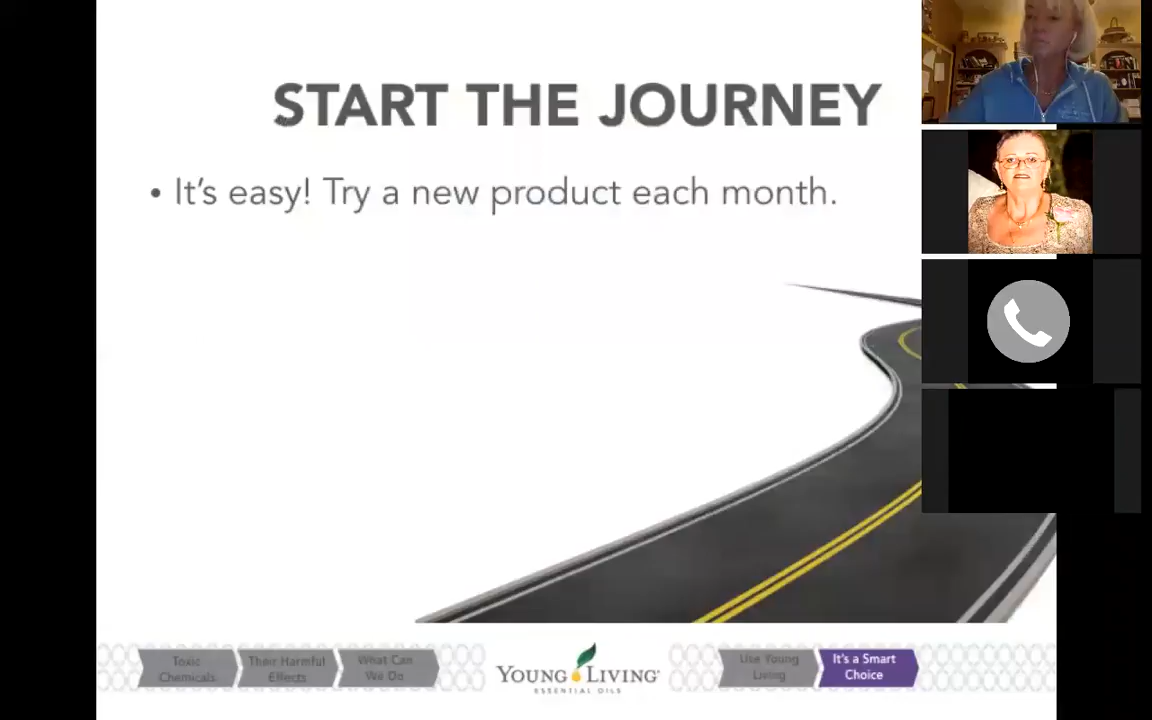 START THE JOURNEY
• It's easy! Try a new product each month.
Toxic
Chemicals
Their Harmful
Effects
What Can
We Do
YOUNG LIVING
ESSENTIAL OILS
Use Young
Living
It's a Smart
Choice